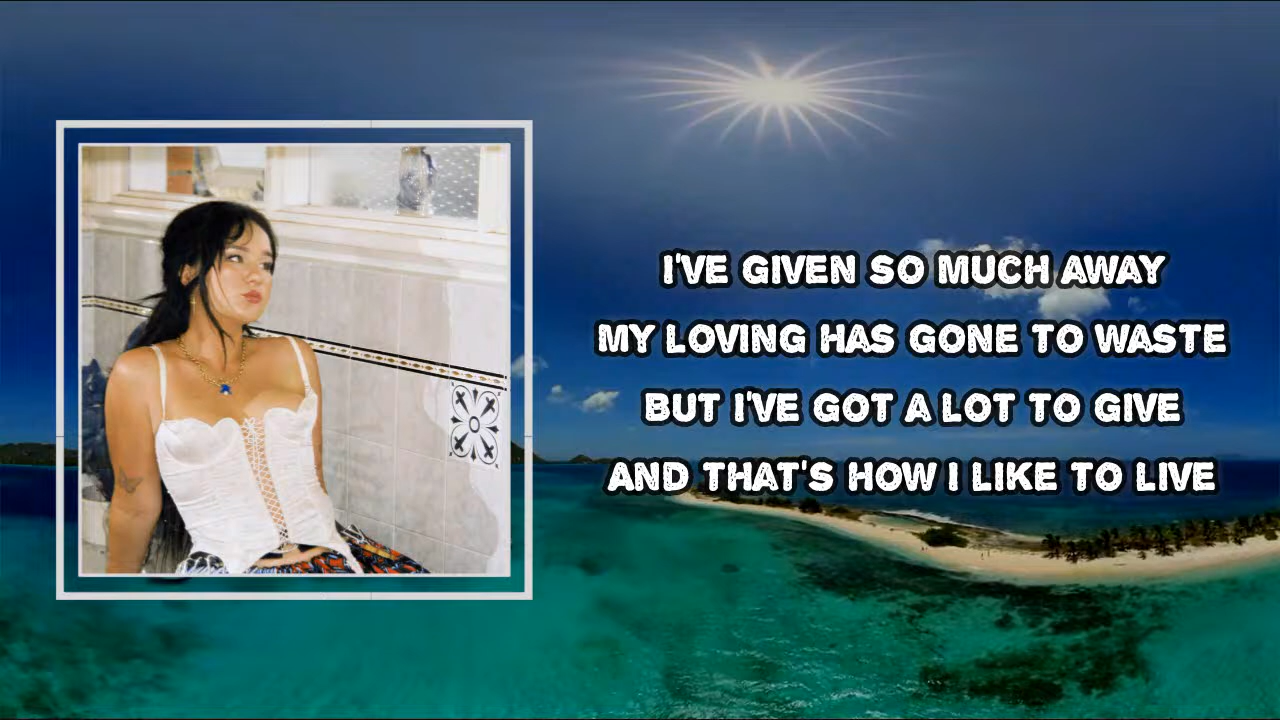 I'VE GIVEN SO MUCH AWAY
MY LOVING HAS GONE TO WASTE
BUT I'VE GOT A LOT TO GIVE
AND THAT'S HOW I LIKE TO LIVE